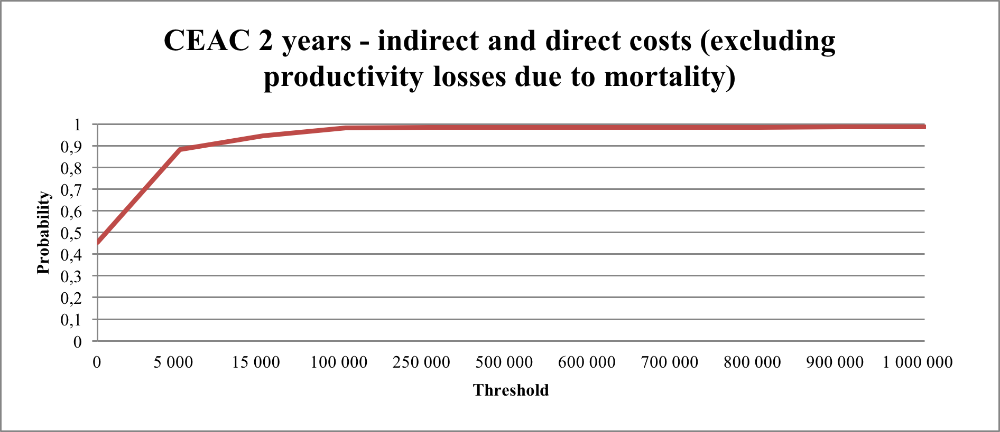 CEAC 2 years - indirect and direct costs (excluding
productivity losses due to mortality)
1
0,9
0,8
0,7
0,6
0,5
0,4
0,3
0,2
0,1
0
Probability
0 5 000 15 000 100 000 250 000 500 000 600 000 700 000 800 000 900 000 1 000 000
Threshold